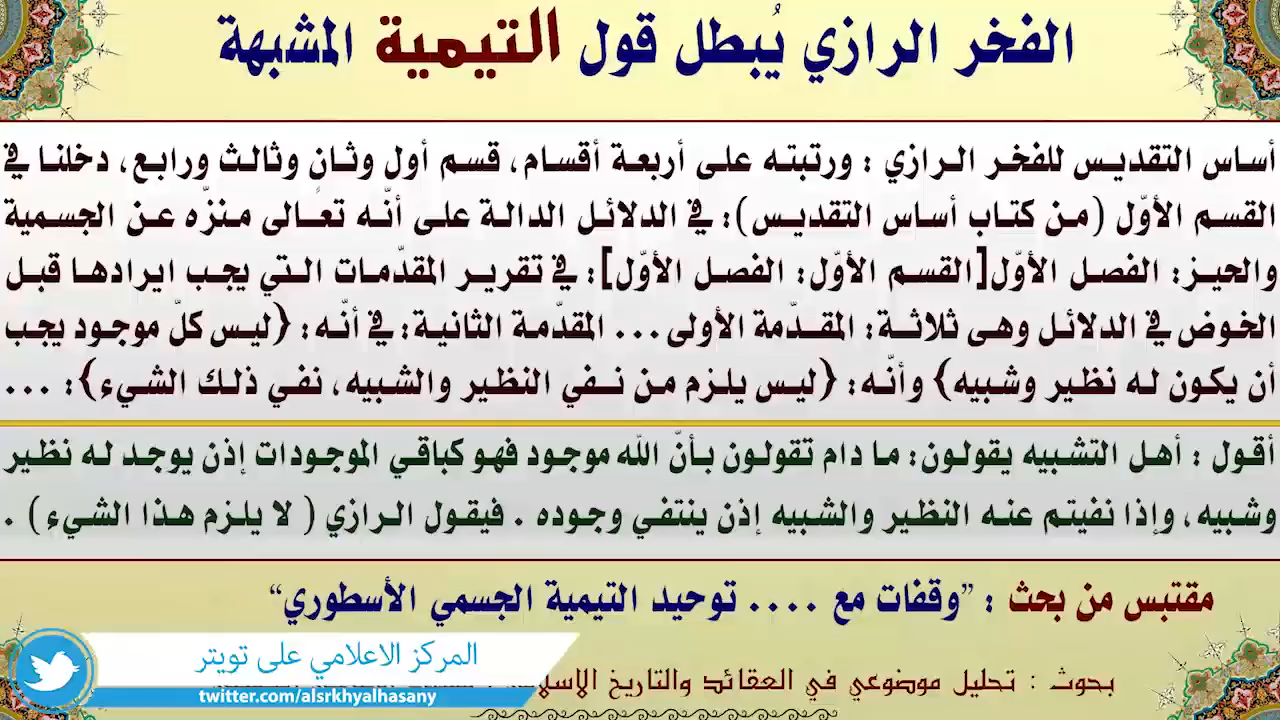 الفخر الرازي يُبطل قول التيمية المشبهة
أساس التقديس للفخر الرازي : ورتبته على أربعة أقسام، قسم أول وثانٍ وثالث ورابع، دخلنا في
القسم الأوّل (من كتاب أساس التقديس): في الدلائل الدالة على أنّه تعالى منزّه عن الجسمية
والحيز: الفصل الأوّل[القسم الأوّل: الفصل الأوّل]: في تقرير المقدّمات التي يجب ايرادها قبل
الخوض في الدلائل وهى ثلاثة: المقدّمة الأولى... المقدّمة الثانية: في أنّه: {ليس كلّ موجود يجب
أن يكون له نظير وشبيه} وأنّه: {ليس يلزم من نفي النظير والشبيه، نفي ذلك الشيء}: ...
أقول : أهل التشبيه يقولون: ما دام تقولون بأنّ الله موجود فهو كباقي الموجودات إذن يوجد له نظير
وشبيه، وإذا نفيتم عنه النظير والشبيه إذن ينتفي وجوده . فيقول الرازي ( لا يلزم هذا الشيء) .
مقتبس من بحث : ”وقفات مع .... توحيد التيمية الجسمي الأسطوري“
المركز الاعلامي على تويتر
twitter.com/alsrkhyalhasany
بحوث : تحليل موضوعي في العقائد والتاريخ